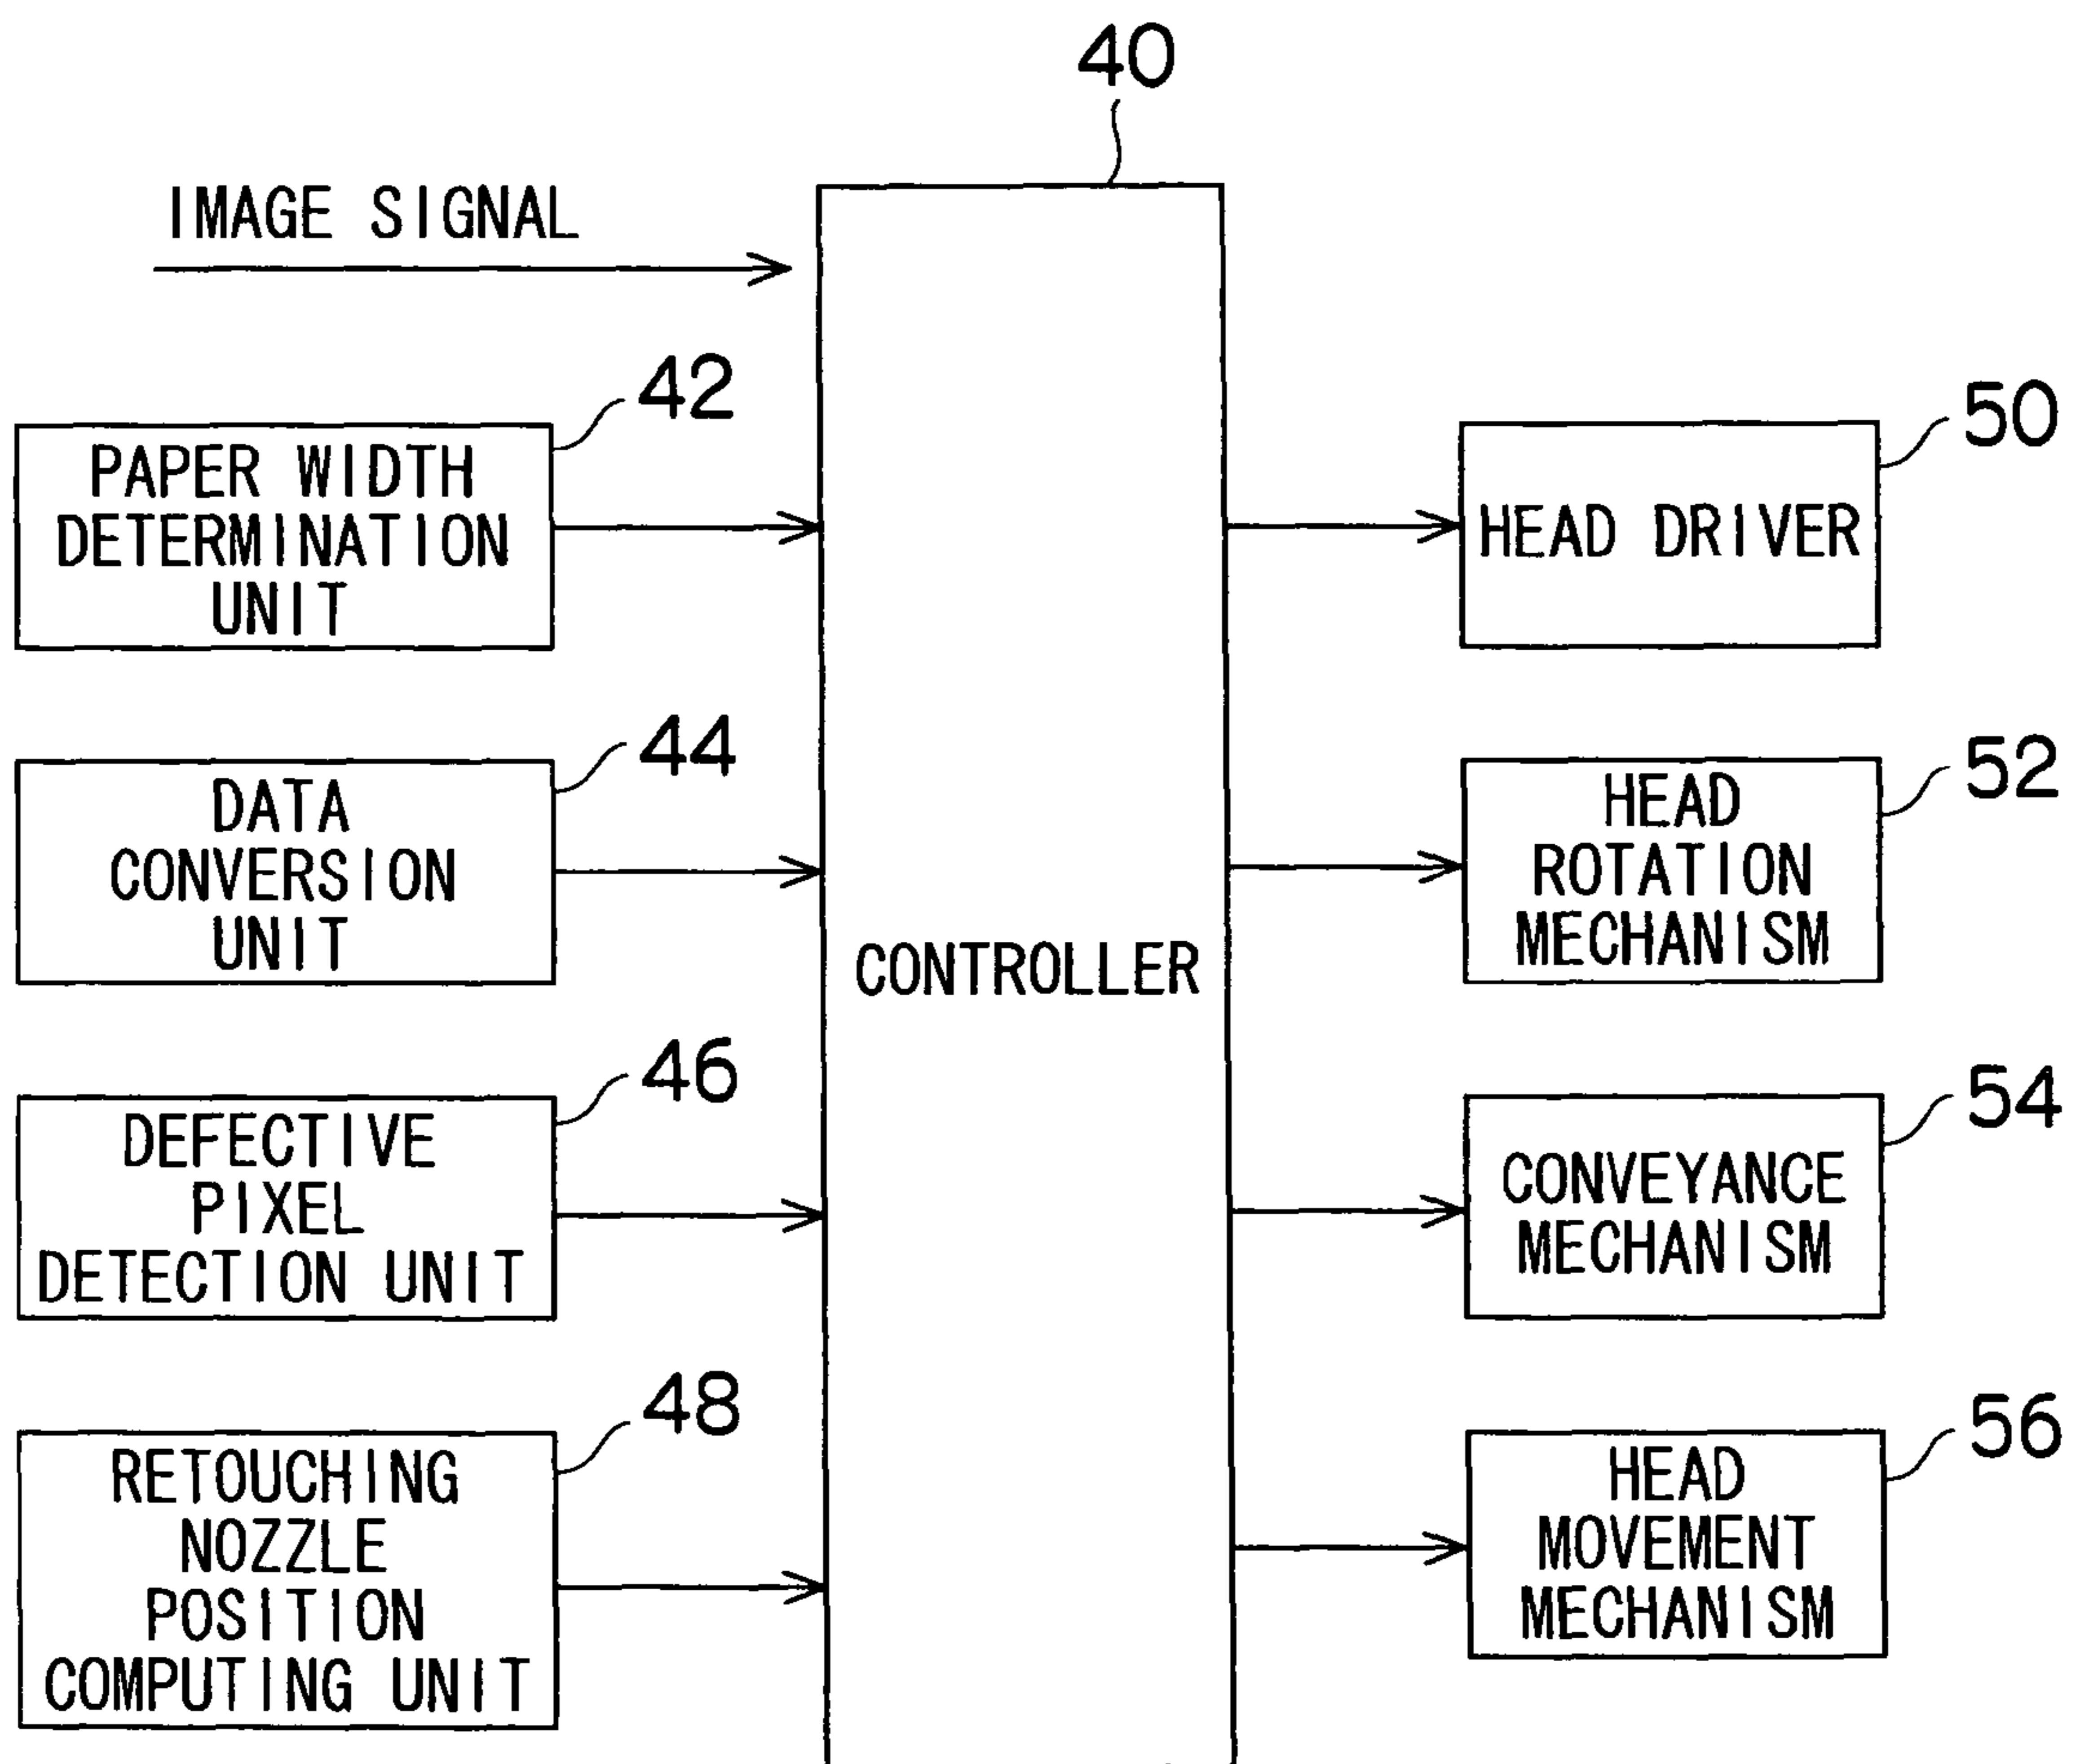 40
IMAGE SIGNAL
42
PAPER WIDTH
DETERMINATION
UNIT
44
DATA
CONVERSION
UNIT
46
DEFECTIVE
PIXEL
DETECTION UNIT
48
RETOUCHING
NOZZLE
POSITION
COMPUTING UNIT
CONTROLLER
50
HEAD DRIVER
52
HEAD
ROTATION
MECHANISM
54
CONVEYANCE
MECHANISM
56
HEAD
MOVEMENT
MECHANISM